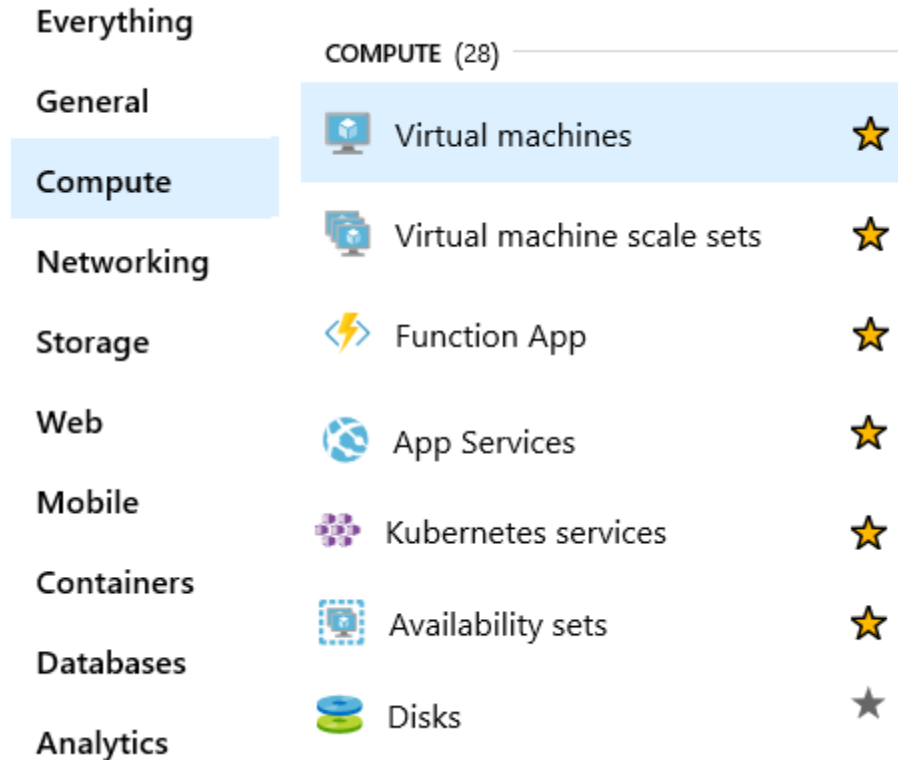 Everything
General
Compute
Networking
Storage
Web
Mobile
Containers
Databases
Analytics
COMPUTE (28)
Virtual machines
Virtual machine scale sets
Function App
App Services
Kubernetes services
Availability sets
Disks